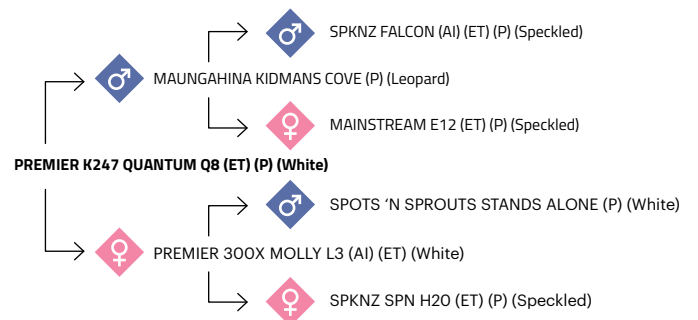 SPKNZ FALCON (AI) (ET) (P) (Speckled)
MAUNGAHINA KIDMANS COVE (P) (Leopard)
MAINSTREAM E12 (ET) (P) (Speckled)
PREMIER K247 QUANTUM Q8 (ET) (P) (White)
SPOTS ‘N SPROUTS STANDS ALONE (P) (White)
PREMIER 300X MOLLY L3 (AI) (ET) (White)
SPKNZ SPN H20 (ET) (P) (Speckled)